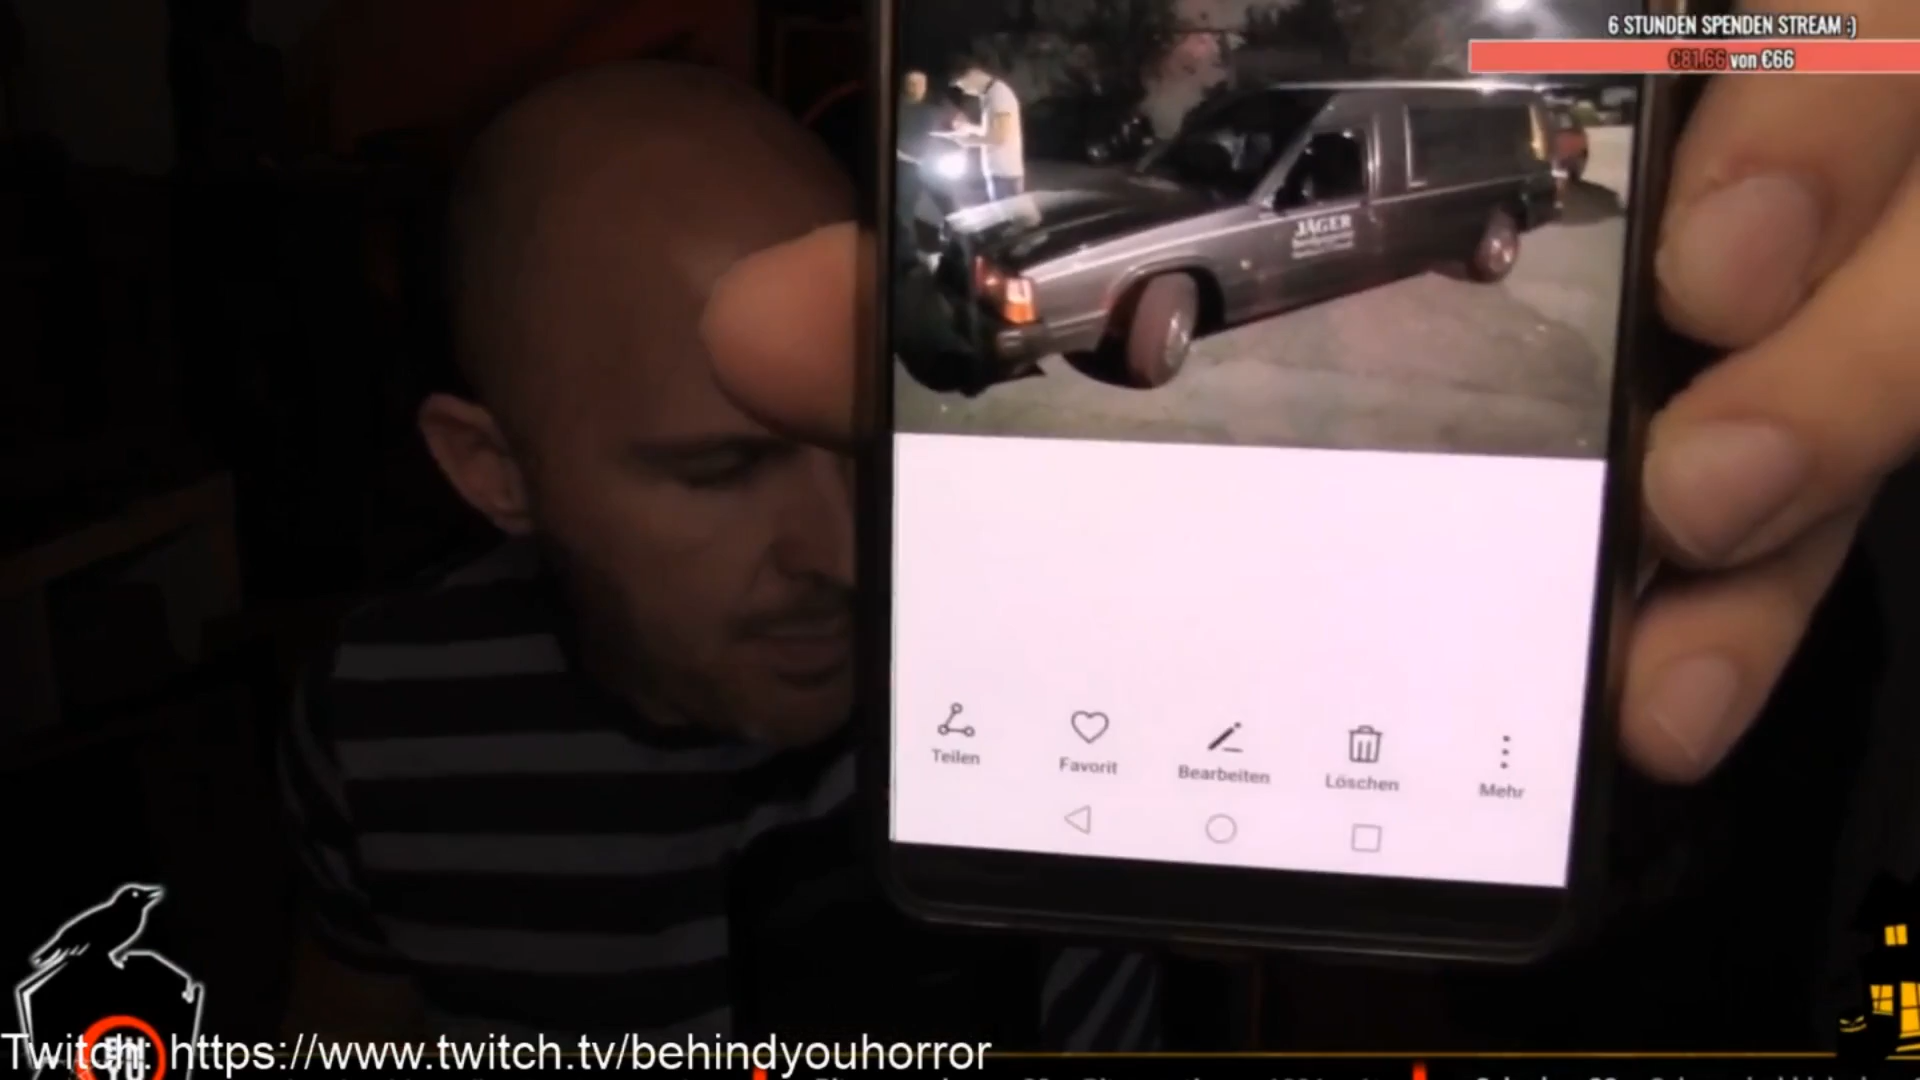 6 STUNDEN SPENDEN STREAM :)
€81.66 von €66
JÄGER
Teilen
Favorit
Bearbeiten
Löschen
Mehr
Twitch: https://www.twitch.tv/behindyouhorror